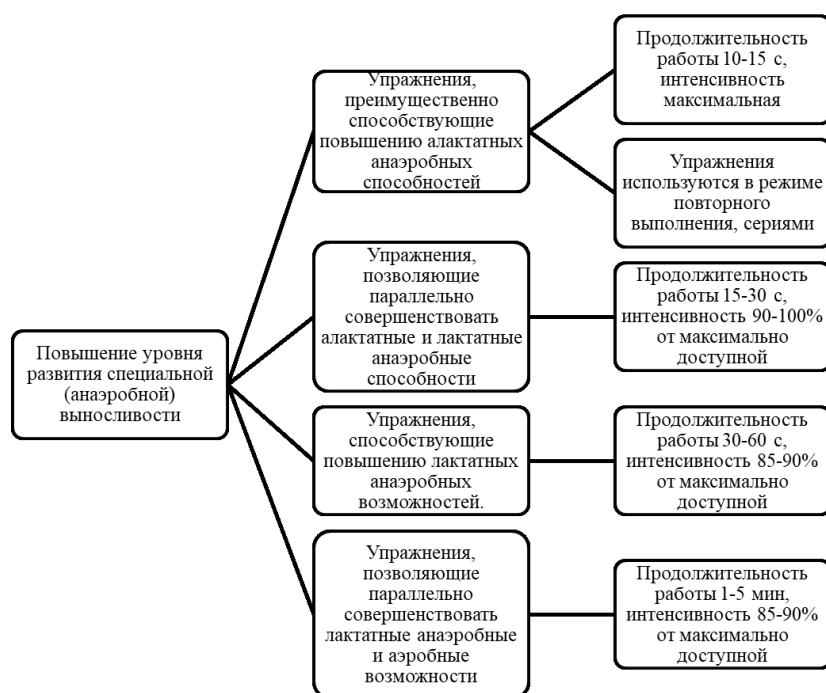 Повышение уровня
развития специальной
(анаэробной)
выносливости
Упражнения,
преимущественно
способствующие
повышению алактатных
анаэробных
способностей
Продолжительность
работы 10-15 с,
интенсивность
максимальная
Упражнения
используются в режиме
повторного
выполнения, сериями
Упражнения,
позволяющие
параллельно
совершенствовать
алактатные и лактатные
анаэробные
способности
Продолжительность
работы 15-30 с,
интенсивность 90-100%
от максимально
доступной
Упражнения,
способствующие
повышению лактатных
анаэробных
возможностей.
Продолжительность
работы 30-60 с,
интенсивность 85-90%
от максимально
доступной
Упражнения,
позволяющие
параллельно
совершенствовать
лактатные анаэробные
и аэробные
возможности
Продолжительность
работы 1-5 мин,
интенсивность 85-90%
от максимально
доступной